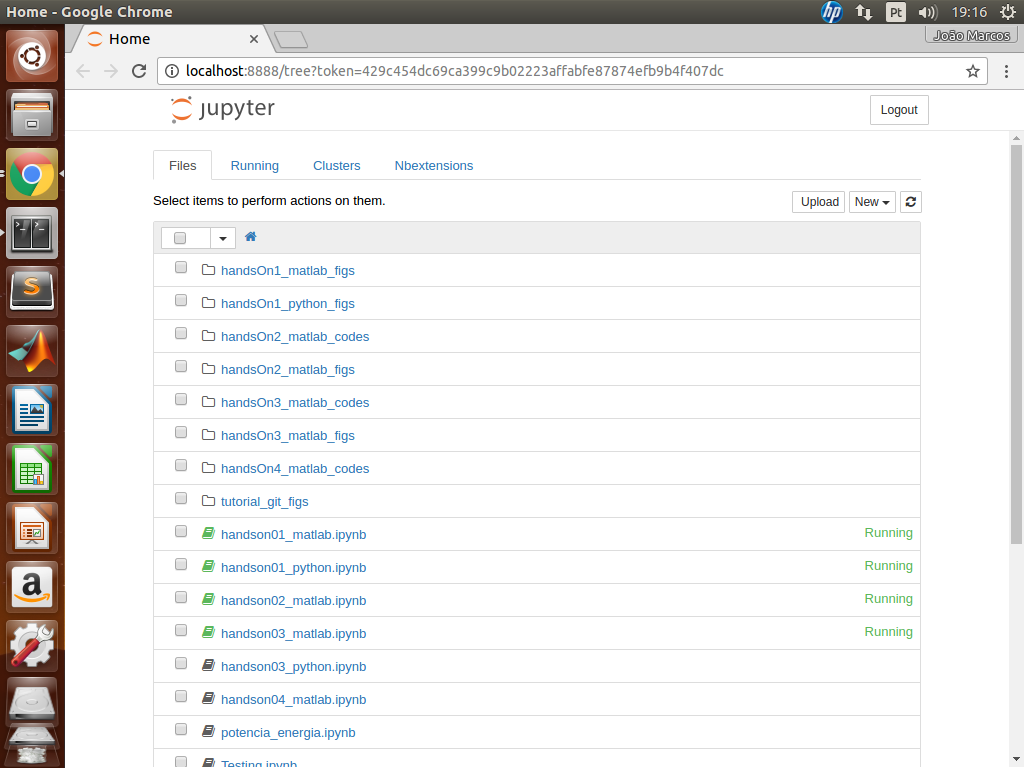 Home - Google Chrome
hp
Pt
19:16
Home
João Marcos
localhost:8888/tree?token=429c454dc69ca399c9b02223affabfe87874efb9b4f407dc
jupyter
Logout
Files Running Clusters Nbextensions
Select items to perform actions on them.
Upload New
handsOn1_matlab_figs
handsOn1_python_figs
handsOn2_matlab_codes
handsOn2_matlab_figs
handsOn3_matlab_codes
handsOn3_matlab_figs
handsOn4_matlab_codes
tutorial_git_figs
handson01_matlab.ipynb Running
handson01_python.ipynb Running
handson02_matlab.ipynb Running
handson03_matlab.ipynb Running
handson03_python.ipynb
handson04_matlab.ipynb
potencia_energia.ipynb
Testing.ipynb